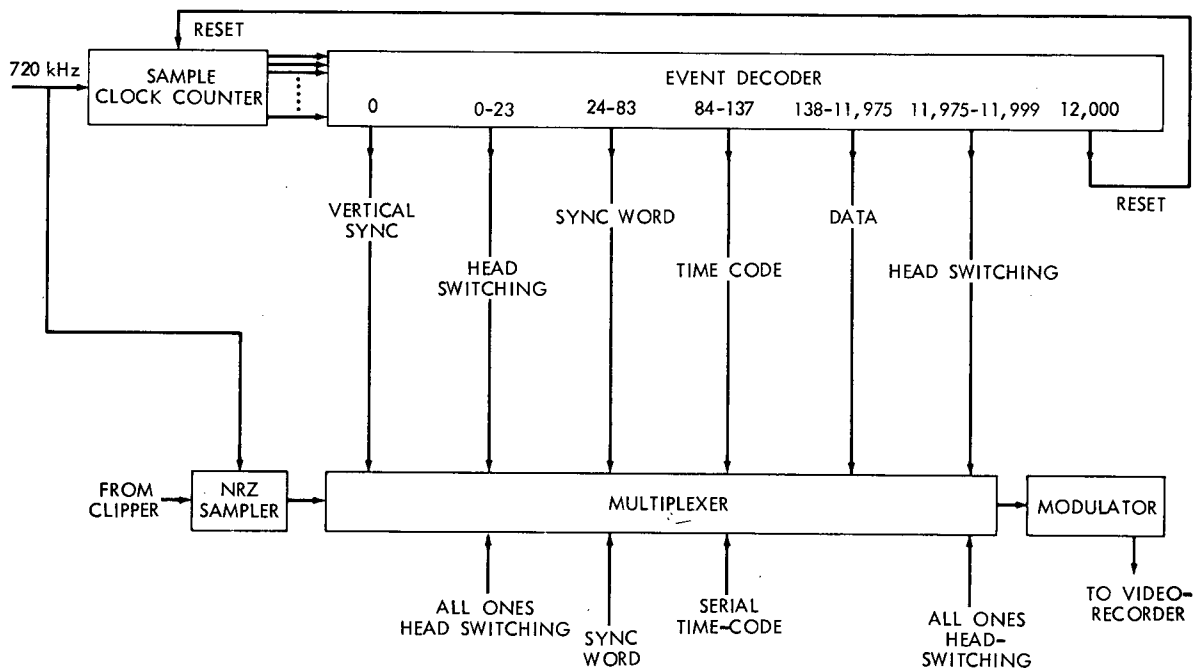 RESET
720 kHz
SAMPLE
CLOCK COUNTER
EVENT DECODER
0 0-23 24-83 84-137 138-11,975 11,975-11,999 12,000
RESET
VERTICAL
SYNC
HEAD
SWITCHING
SYNC WORD
TIME CODE
DATA
HEAD SWITCHING
FROM
CLIPPER
NRZ
SAMPLER
MULTIPLEXER
MODULATOR
TO VIDEO-
RECORDER
ALL ONES
HEAD SWITCHING
SYNC
WORD
SERIAL
TIME-CODE
ALL ONES
HEAD-
SWITCHING